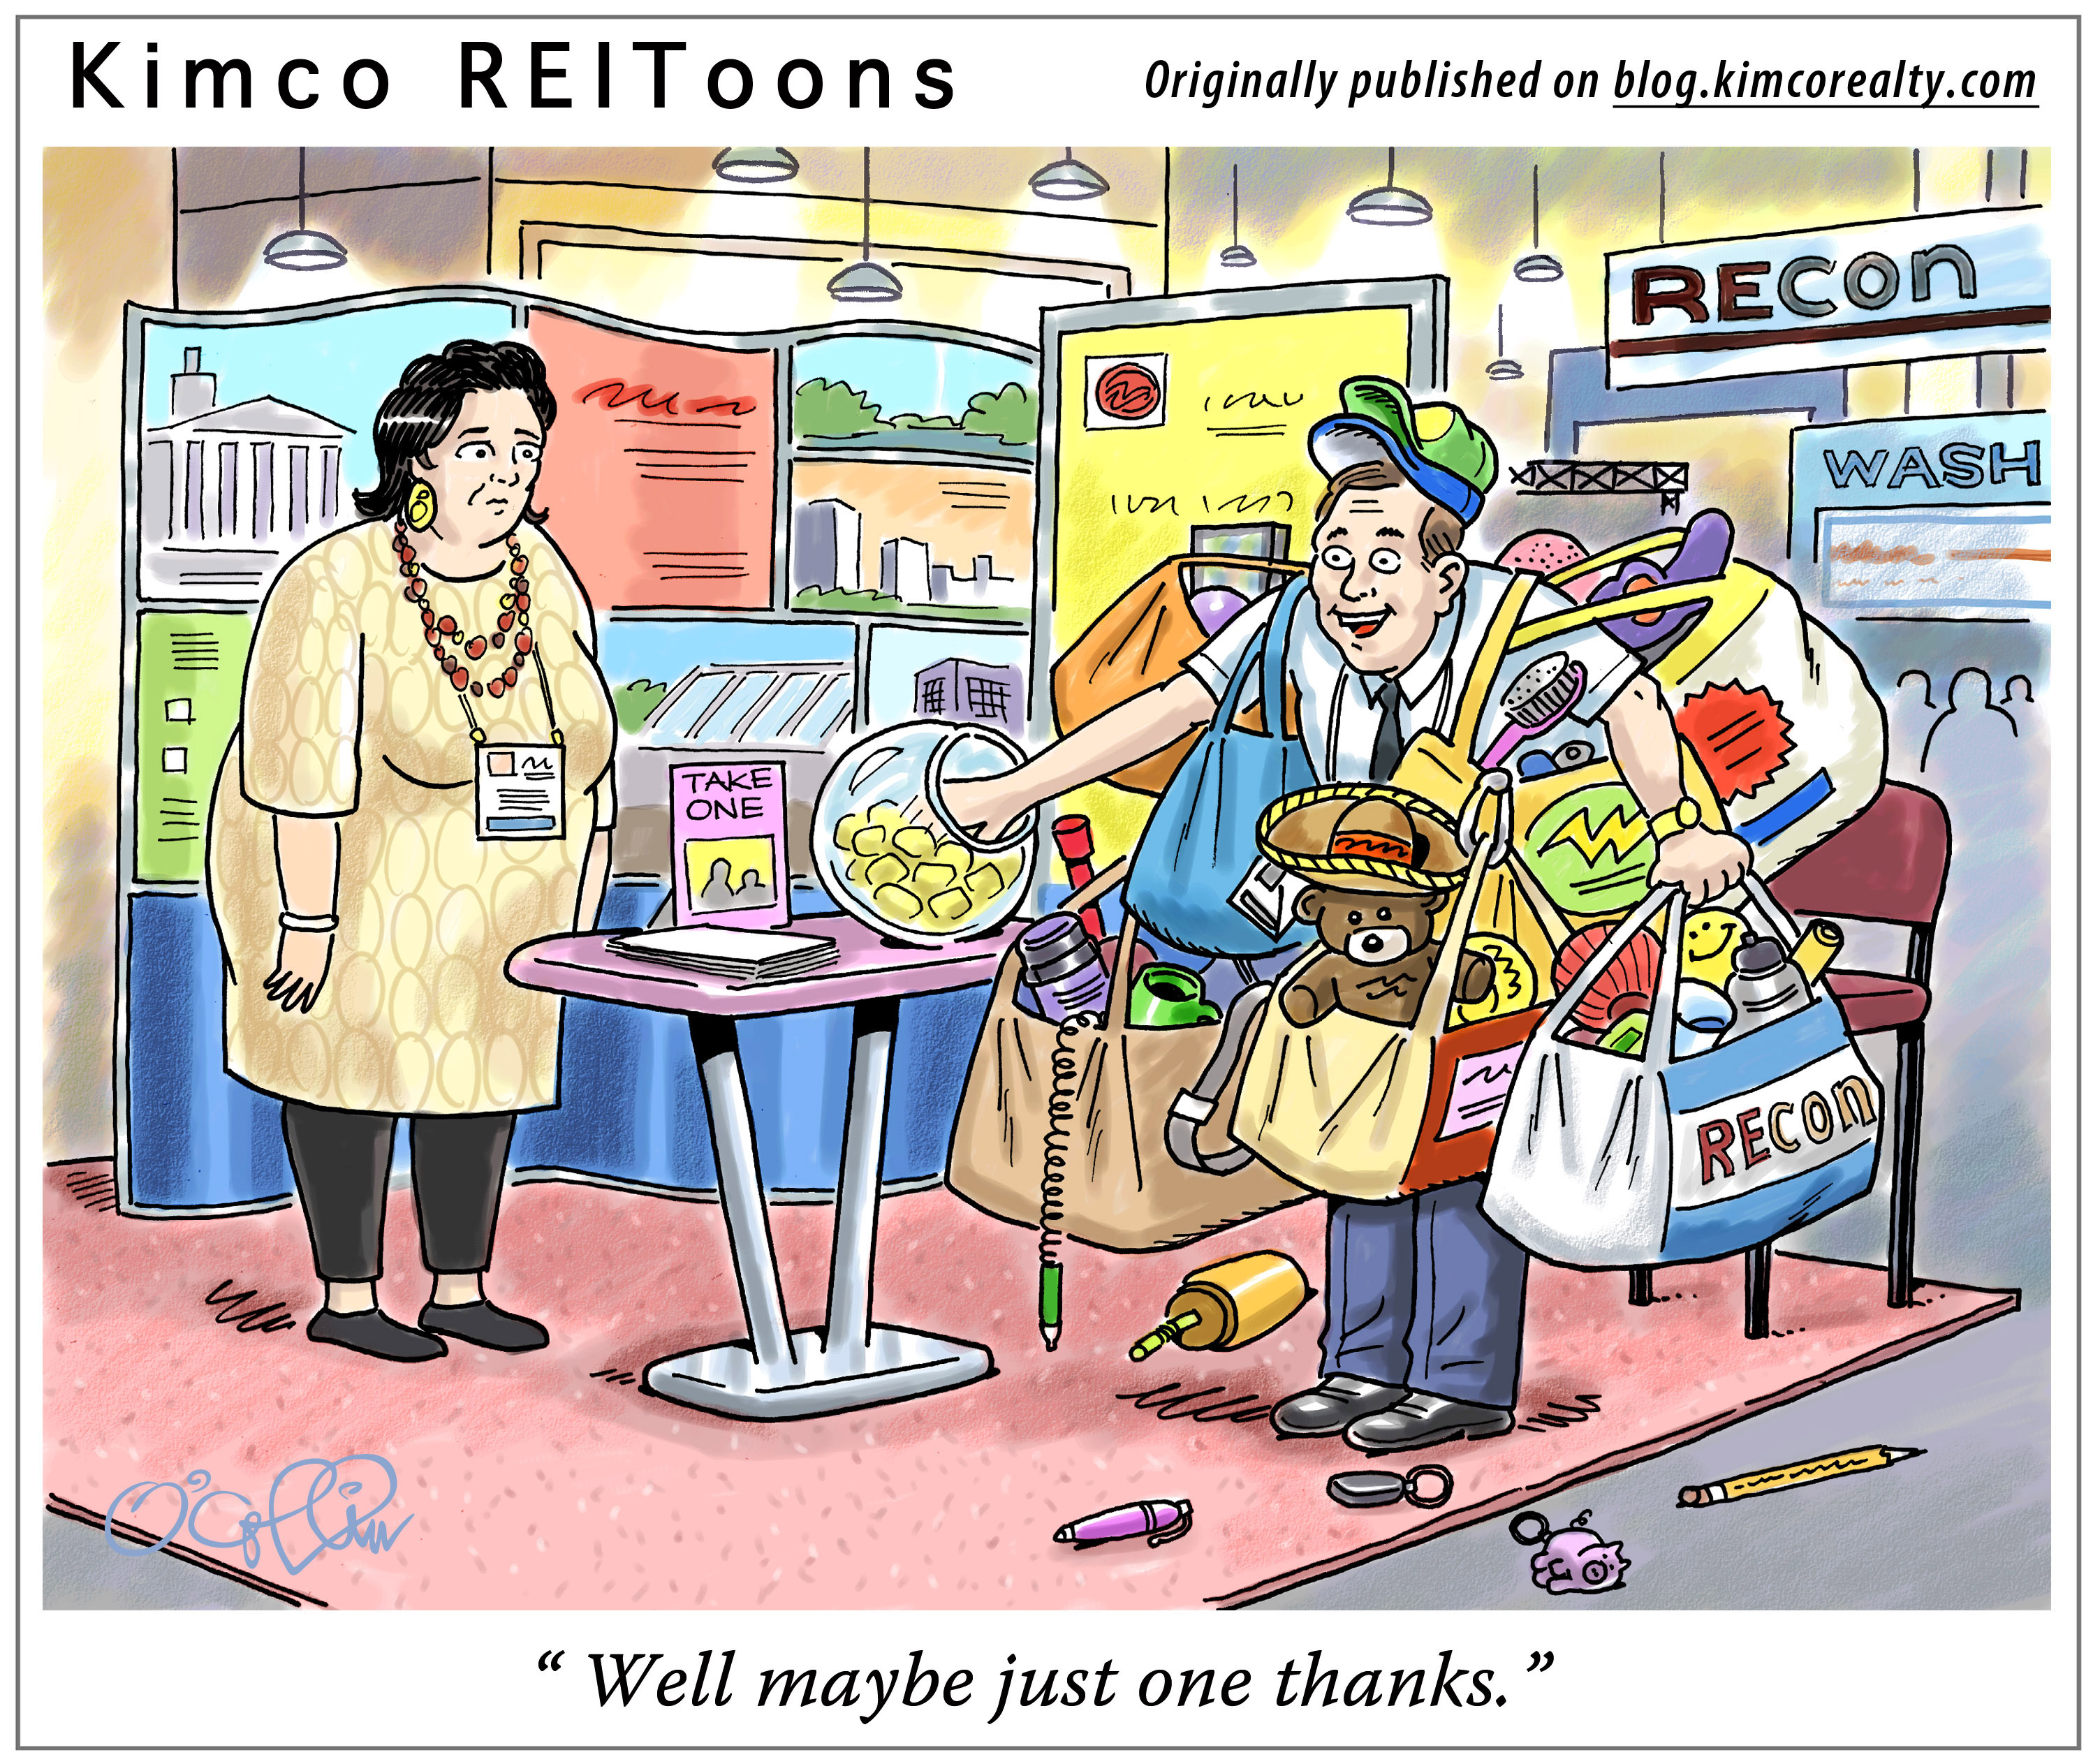 Kimco REIToons
Originally published on blog.kimcorealty.com
RECon
WASH
TAKE
ONE
RECon
“ Well maybe just one thanks.”